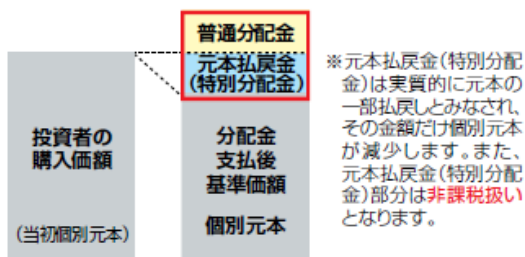 普通分配金
元本払戻金
(特別分配金)
投資者の
購入価額
(当初個別元本)
分配金
支払後
基準価額
個別元本
※元本払戻金(特別分配
金)は実質的に元本の
一部払戻しとみなされ、
その金額だけ個別元本
が減少します。また、
元本払戻金(特別分配
金)部分は非課税扱い
となります。